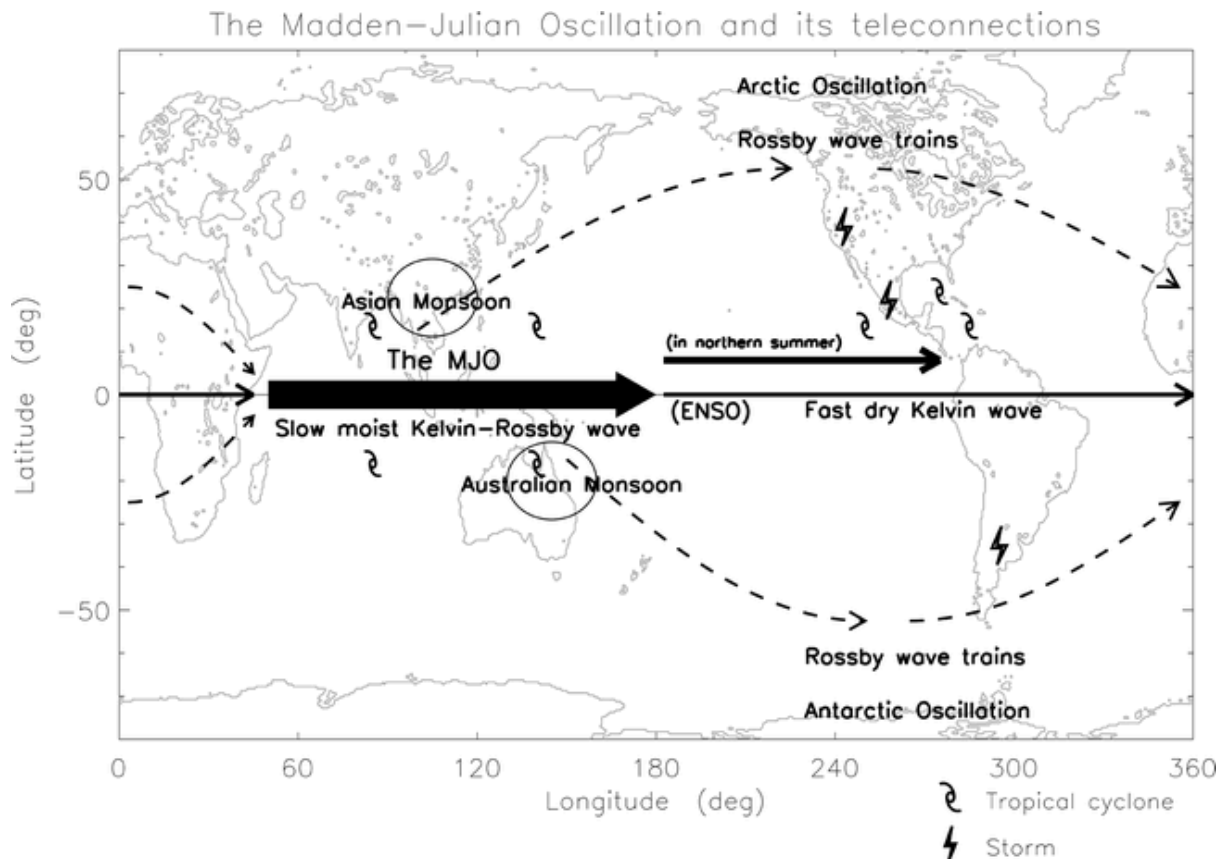 The Madden-Julian Oscillation and its teleconnections
Arctic Oscillation
Rossby wave trains
50
Asian Monsoon
(in northern summer)
The MJO
0
(ENSO)
Fast dry Kelvin wave
Slow moist Kelvin-Rossby wave
Australian Monsoon
-50
Rossby wave trains
Antarctic Oscillation
Latitude (deg)
0
60
120
180
240
300
360
Longitude (deg)
Tropical cyclone
Storm